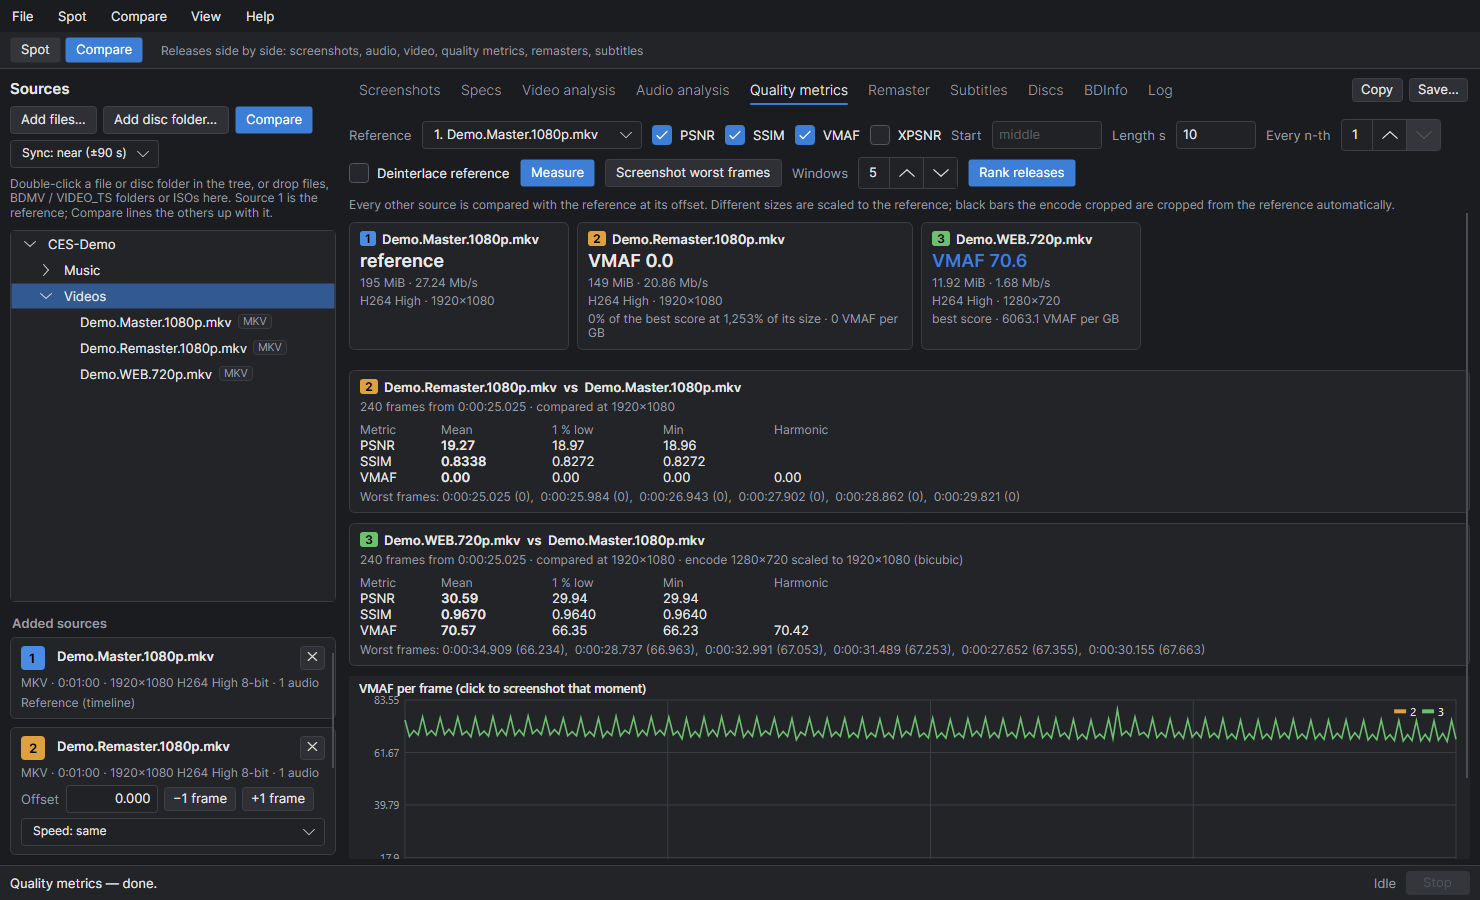 File Spot Compare View Help
Spot Compare Releases side by side: screenshots, audio, video, quality metrics, remasters, subtitles
Sources
Add files... Add disc folder... Compare
Sync: near (±90 s)
Double-click a file or disc folder in the tree, or drop files,
BDMV / VIDEO_TS folders or ISOs here. Source 1 is the
reference; Compare lines the others up with it.
CES-Demo
Music
Videos
Demo.Master.1080p.mkv MKV
Demo.Remaster.1080p.mkv MKV
Demo.WEB.720p.mkv MKV
Added sources
1 Demo.Master.1080p.mkv
MKV · 0:01:00 · 1920×1080 H264 High 8-bit · 1 audio
Reference (timeline)
2 Demo.Remaster.1080p.mkv
MKV · 0:01:00 · 1920×1080 H264 High 8-bit · 1 audio
Offset 0.000 −1 frame +1 frame
Speed: same
Screenshots Specs Video analysis Audio analysis Quality metrics Remaster Subtitles Discs BDInfo Log Copy Save...
Reference 1. Demo.Master.1080p.mkv PSNR SSIM VMAF XPSNR Start middle Length s 10 Every n-th 1
Deinterlace reference Measure Screenshot worst frames Windows 5 Rank releases
Every other source is compared with the reference at its offset. Different sizes are scaled to the reference; black bars the encode cropped are cropped from the reference automatically.
1 Demo.Master.1080p.mkv
reference
195 MiB · 27.24 Mb/s
H264 High · 1920×1080
2 Demo.Remaster.1080p.mkv
VMAF 0.0
149 MiB · 20.86 Mb/s
H264 High · 1920×1080
0% of the best score at 1,253% of its size · 0 VMAF per
GB
3 Demo.WEB.720p.mkv
VMAF 70.6
11.92 MiB · 1.68 Mb/s
H264 High · 1280×720
best score · 6063.1 VMAF per GB
2 Demo.Remaster.1080p.mkv vs Demo.Master.1080p.mkv
240 frames from 0:00:25.025 · compared at 1920×1080
Metric Mean 1 % low Min Harmonic
PSNR 19.27 18.97 18.96
SSIM 0.8338 0.8272 0.8272
VMAF 0.00 0.00 0.00 0.00
Worst frames: 0:00:25.025 (0), 0:00:25.984 (0), 0:00:26.943 (0), 0:00:27.902 (0), 0:00:28.862 (0), 0:00:29.821 (0)
3 Demo.WEB.720p.mkv vs Demo.Master.1080p.mkv
240 frames from 0:00:25.025 · compared at 1920×1080 · encode 1280×720 scaled to 1920×1080 (bicubic)
Metric Mean 1 % low Min Harmonic
PSNR 30.59 29.94 29.94
SSIM 0.9670 0.9640 0.9640
VMAF 70.57 66.35 66.23 70.42
Worst frames: 0:00:34.909 (66.234), 0:00:28.737 (66.963), 0:00:32.991 (67.053), 0:00:31.489 (67.253), 0:00:27.652 (67.355), 0:00:30.155 (67.663)
VMAF per frame (click to screenshot that moment)
83.55
2 3
61.67
39.79
17.9
Quality metrics — done. Idle Stop